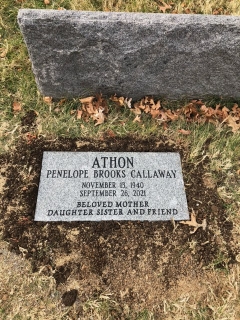 ATHON
PENELOPE BROOKS CALLAWAY
NOVEMBER 15, 1940
SEPTEMBER 26, 2021
BELOVED MOTHER
DAUGHTER SISTER AND FRIEND